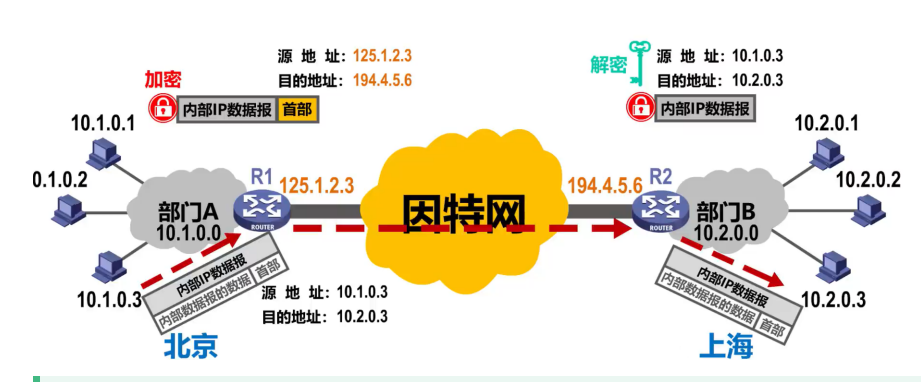 源 地 址：125.1.2.3
目的地址：194.4.5.6
加密
内部IP数据报 首部
源 地 址：10.1.0.3
目的地址：10.2.0.3
解密
内部IP数据报
10.1.0.1
0.1.0.2
10.1.0.3
部门A
10.1.0.0
R1
ROUTER
125.1.2.3
因特网
194.4.5.6
R2
ROUTER
部门B
10.2.0.0
10.2.0.1
10.2.0.2
10.2.0.3
内部IP数据报
内部数据报的数据 首部
源 地 址：10.1.0.3
目的地址：10.2.0.3
内部IP数据报
内部数据报的数据 首部
北京
上海